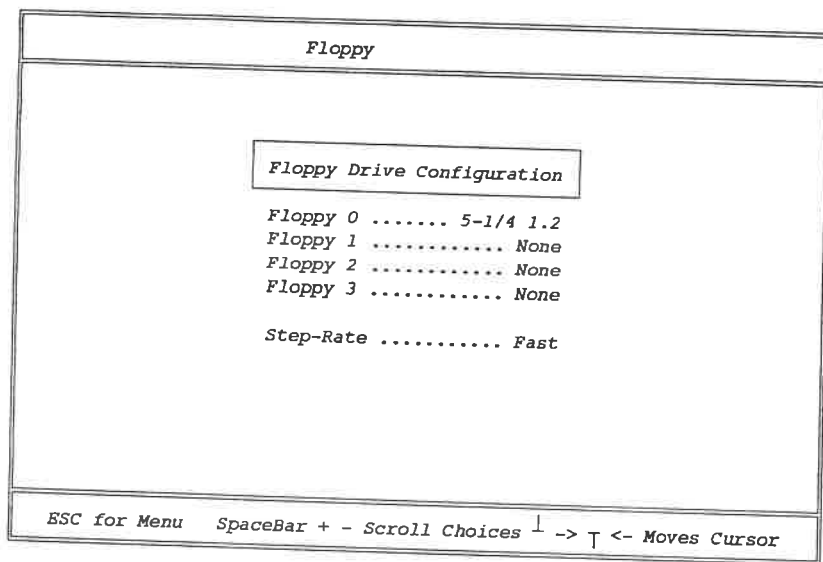 Floppy
Floppy Drive Configuration
Floppy 0 ....... 5-1/4 1.2
Floppy 1 ............ None
Floppy 2 ............ None
Floppy 3 ............ None
Step-Rate ........... Fast
ESC for Menu SpaceBar + - Scroll Choices ┴ -> ┬ <- Moves Cursor